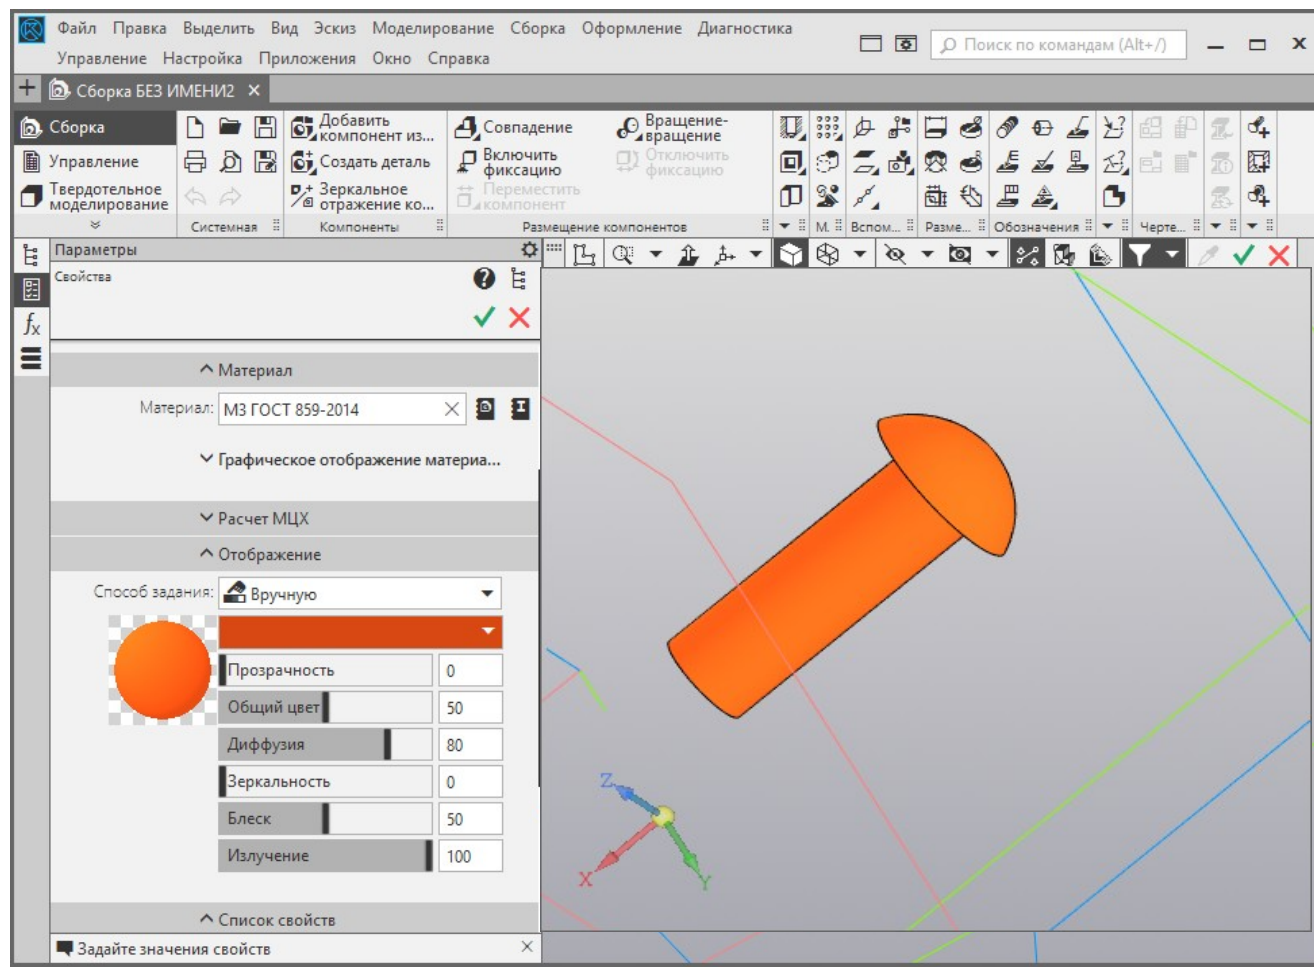 Файл Правка Выделить Вид Эскиз Моделирование Сборка Оформление Диагностика
Управление Настройка Приложения Окно Справка
Поиск по командам (Alt+/)
Сборка БЕЗ ИМЕНИ2
Сборка
Управление
Твердотельное
моделирование
Системная
Добавить
компонент из...
Создать деталь
Зеркальное
отражение ко...
Компоненты
Совпадение
Включить
фиксацию
Переместить
компонент
Вращение-
вращение
Отключить
фиксацию
Размещение компонентов
М.
Вспом...
Разме...
Обозначения
Черте...
Параметры
Свойства
fx
Материал
Материал: М3 ГОСТ 859-2014
Графическое отображение материа...
Расчет МЦХ
Отображение
Способ задания: Вручную
Прозрачность 0
Общий цвет 50
Диффузия 80
Зеркальность 0
Блеск 50
Излучение 100
Список свойств
Задайте значения свойств
Z
X
Y